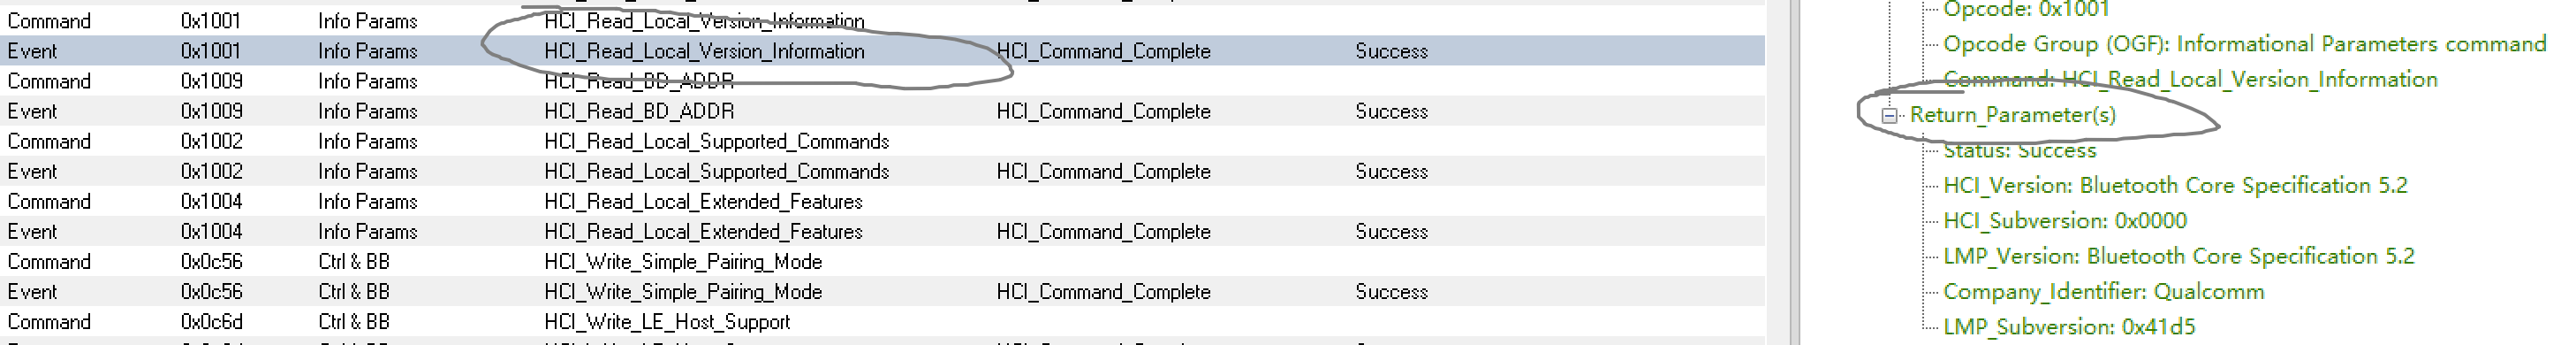 Command 0x1001 Info Params HCI_Read_Local_Version_Information
Event 0x1001 Info Params HCI_Read_Local_Version_Information HCI_Command_Complete Success
Command 0x1009 Info Params HCI_Read_BD_ADDR
Event 0x1009 Info Params HCI_Read_BD_ADDR HCI_Command_Complete Success
Command 0x1002 Info Params HCI_Read_Local_Supported_Commands
Event 0x1002 Info Params HCI_Read_Local_Supported_Commands HCI_Command_Complete Success
Command 0x1004 Info Params HCI_Read_Local_Extended_Features
Event 0x1004 Info Params HCI_Read_Local_Extended_Features HCI_Command_Complete Success
Command 0x0c56 Ctrl & BB HCI_Write_Simple_Pairing_Mode
Event 0x0c56 Ctrl & BB HCI_Write_Simple_Pairing_Mode HCI_Command_Complete Success
Command 0x0c6d Ctrl & BB HCI_Write_LE_Host_Support
Opcode: 0x1001
Opcode Group (OGF): Informational Parameters command
Command: HCI_Read_Local_Version_Information
Return_Parameter(s)
Status: Success
HCI_Version: Bluetooth Core Specification 5.2
HCI_Subversion: 0x0000
LMP_Version: Bluetooth Core Specification 5.2
Company_Identifier: Qualcomm
LMP_Subversion: 0x41d5